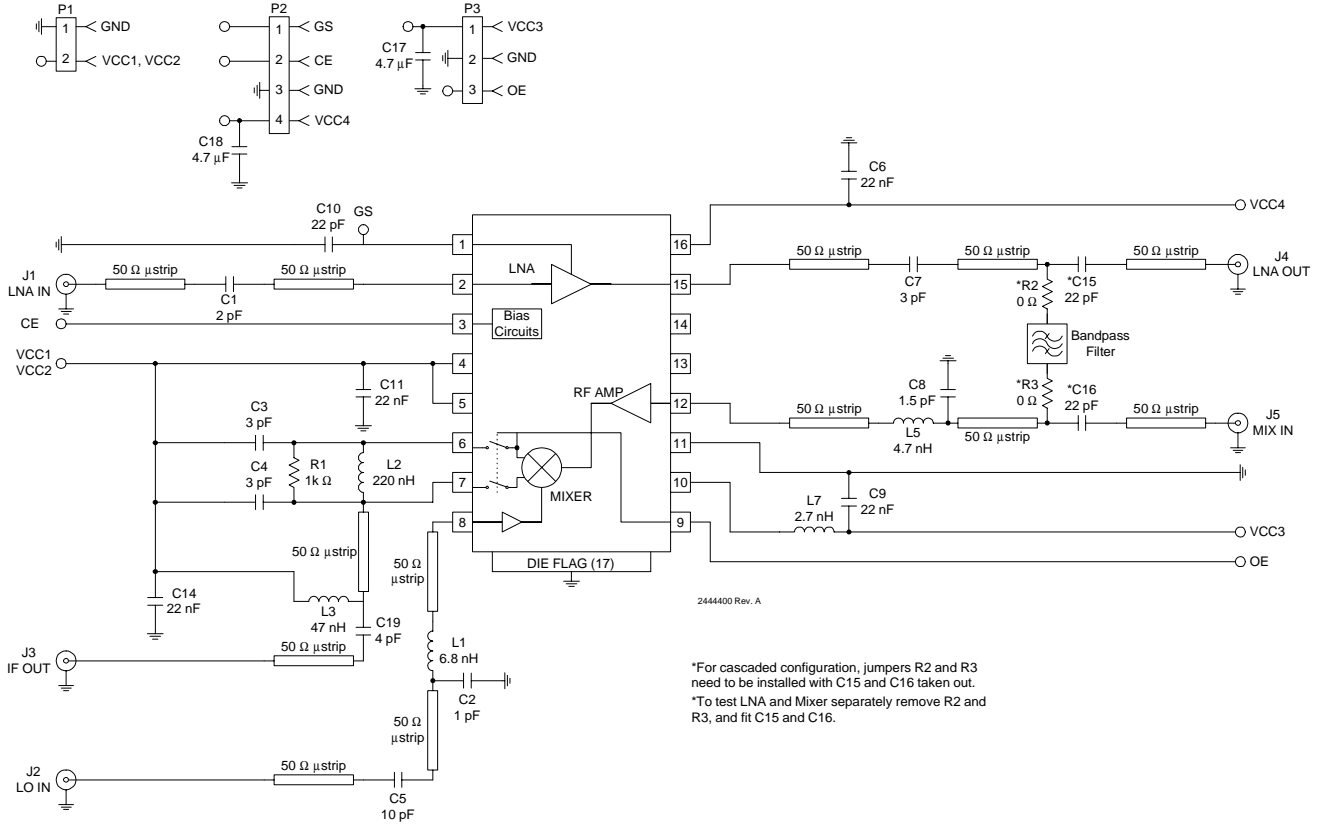 P1
1
GND
2
VCC1, VCC2
P2
1
GS
2
CE
3
GND
4
VCC4
C18
4.7 μF
P3
1
VCC3
2
GND
3
OE
C17
4.7 μF
C6
22 nF
VCC4
C10
22 pF
GS
1
16
J1
LNA IN
50 Ω μstrip
C1
2 pF
50 Ω μstrip
2
LNA
15
50 Ω μstrip
C7
3 pF
50 Ω μstrip
*C15
22 pF
50 Ω μstrip
J4
LNA OUT
*R2
0 Ω
CE
3
Bias
Circuits
14
Bandpass
Filter
VCC1
VCC2
4
13
C11
22 nF
5
RF AMP
12
50 Ω μstrip
C8
1.5 pF
L5
4.7 nH
50 Ω μstrip
*R3
0 Ω
*C16
22 pF
50 Ω μstrip
J5
MIX IN
C3
3 pF
6
11
C4
3 pF
R1
1k Ω
L2
220 nH
7
MIXER
10
L7
2.7 nH
C9
22 nF
8
9
VCC3
50 Ω μstrip
50 Ω
μstrip
DIE FLAG (17)
OE
C14
22 nF
L3
47 nH
C19
4 pF
2444400 Rev. A
J3
IF OUT
50 Ω μstrip
L1
6.8 nH
C2
1 pF
*For cascaded configuration, jumpers R2 and R3
need to be installed with C15 and C16 taken out.
*To test LNA and Mixer separately remove R2 and
R3, and fit C15 and C16.
50 Ω
μstrip
J2
LO IN
50 Ω μstrip
C5
10 pF